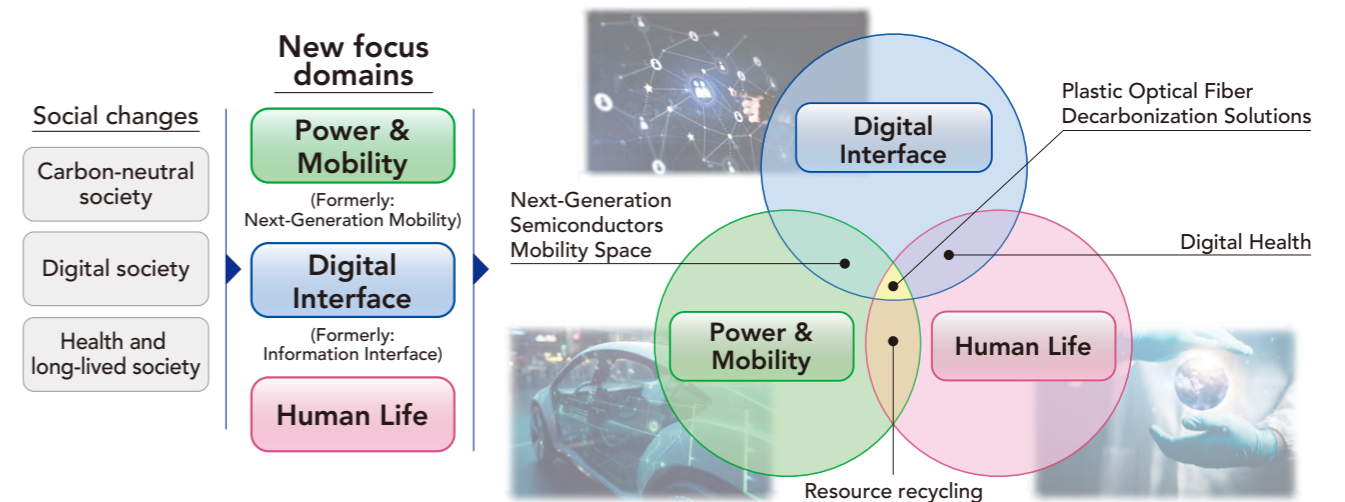 Social changes
Carbon-neutral
society
Digital society
Health and
long-lived society
New focus
domains
Power &
Mobility
(Formerly:
Next-Generation Mobility)
Digital
Interface
(Formerly:
Information Interface)
Human Life
Digital
Interface
Power &
Mobility
Human Life
Next-Generation
Semiconductors
Mobility Space
Plastic Optical Fiber
Decarbonization Solutions
Digital Health
Resource recycling